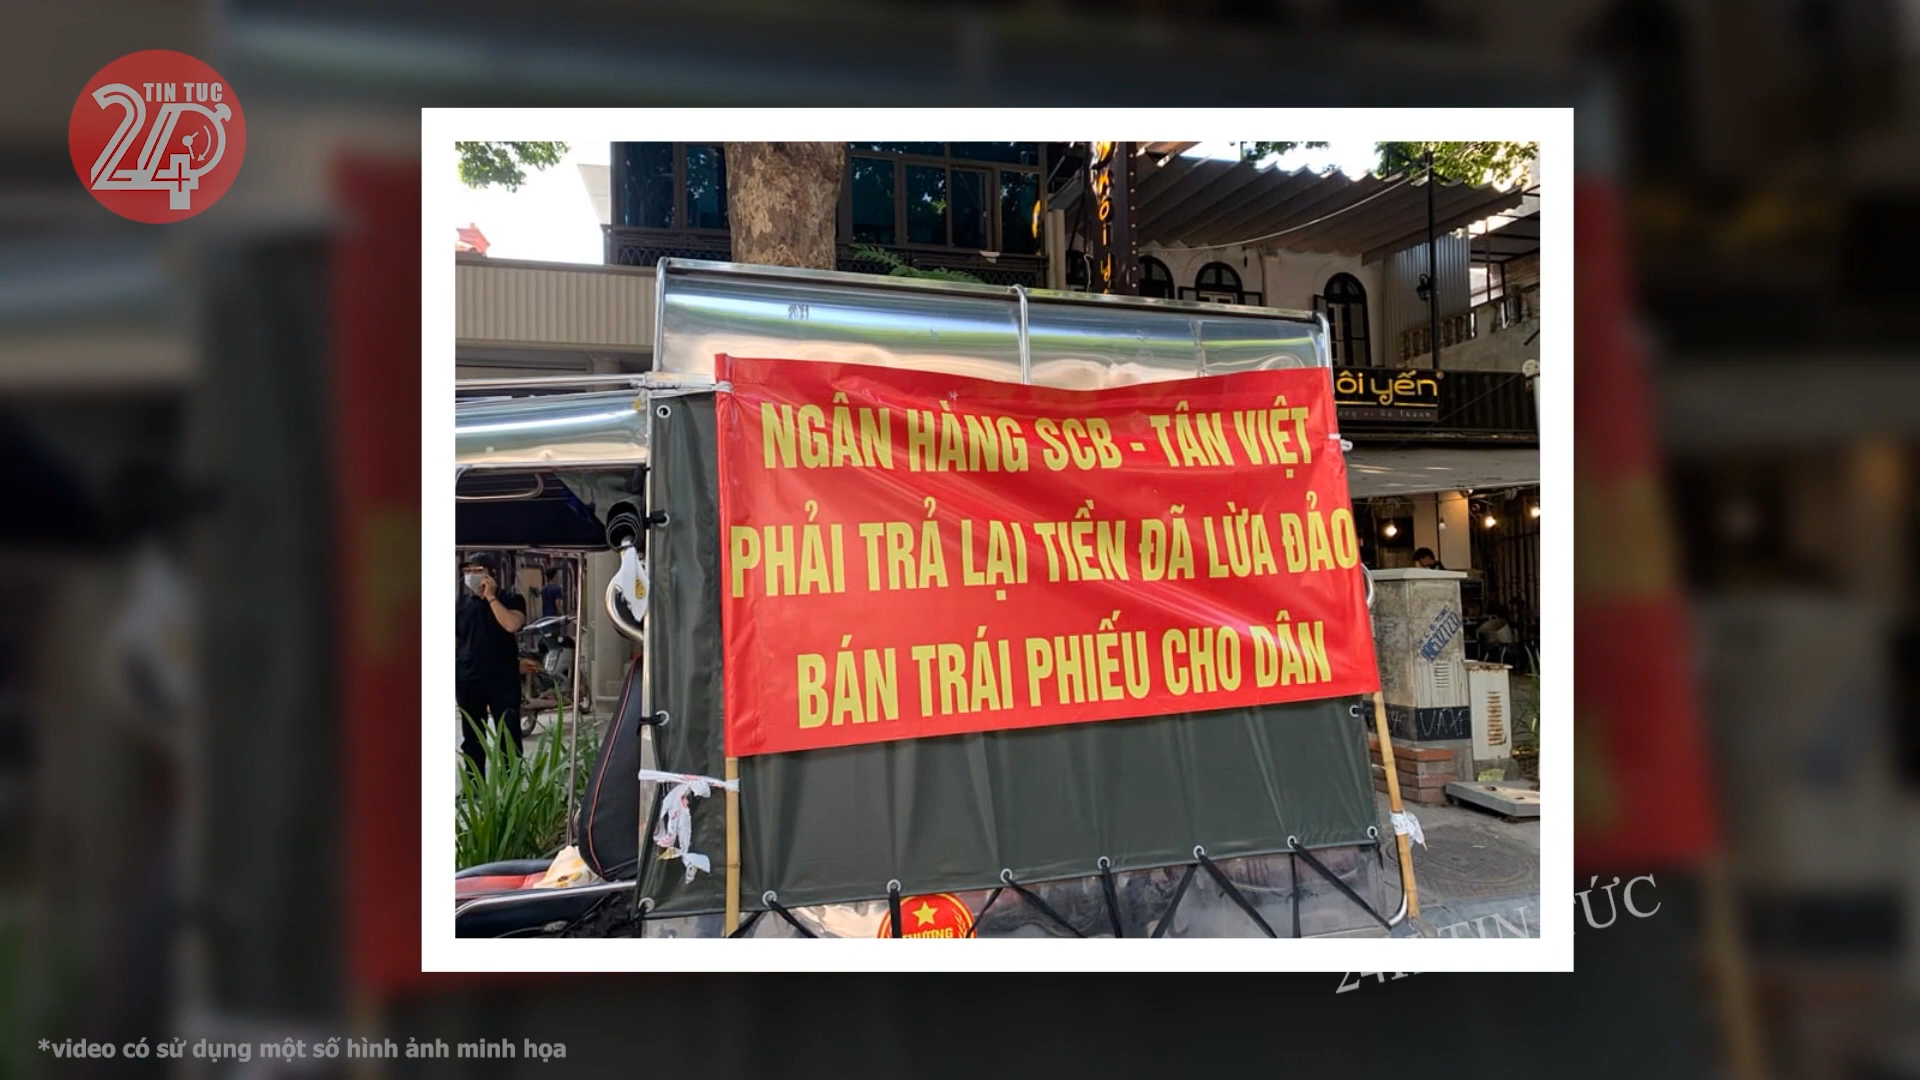 TIN TỨC
24
NGÂN HÀNG SCB - TÂN VIỆT
PHẢI TRẢ LẠI TIỀN ĐÃ LỪA ĐẢO
BÁN TRÁI PHIẾU CHO DÂN
ôi yến
THƯƠNG
TIN TỨC
*video có sử dụng một số hình ảnh minh họa